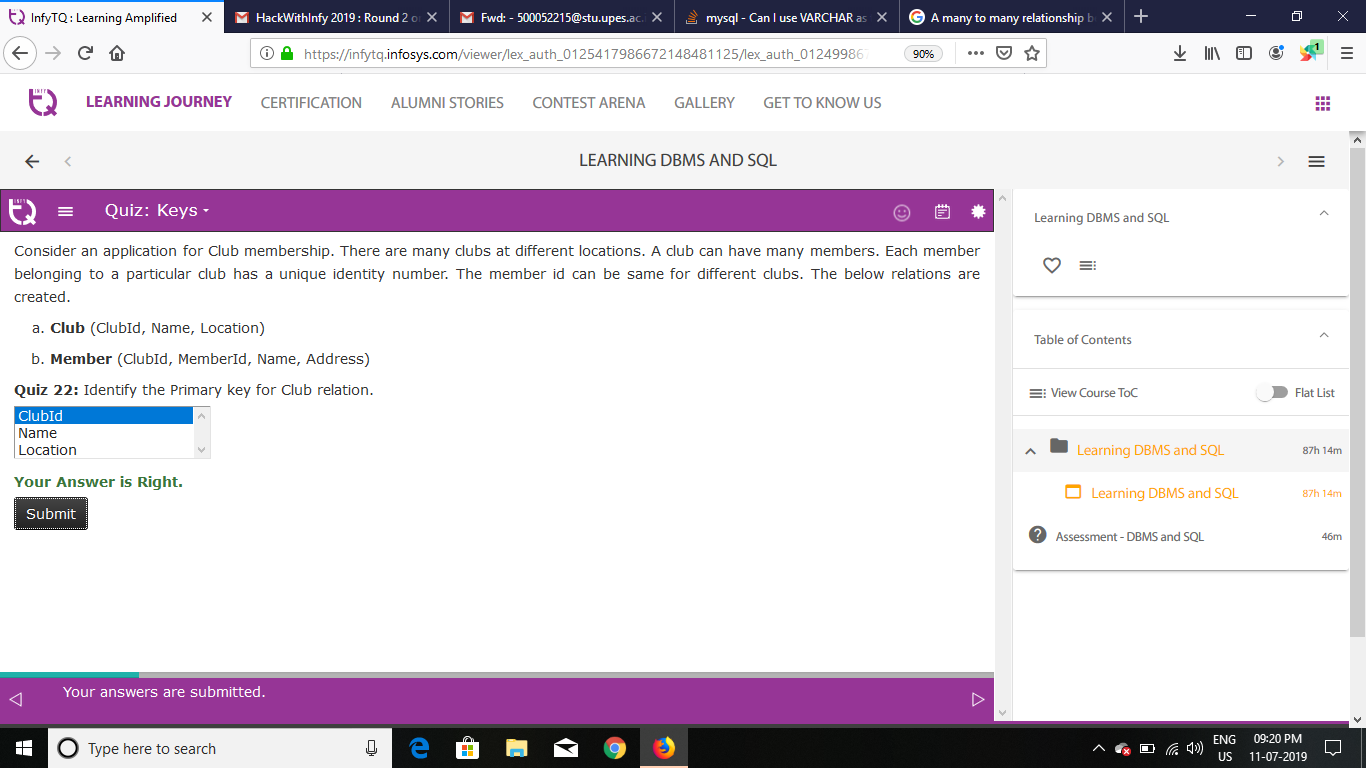 InfyTQ : Learning Amplified
HackWithInfy 2019 : Round 2 o
Fwd: - 500052215@stu.upes.ac.
mysql - Can I use VARCHAR as
A many to many relationship b
https://infytq.infosys.com/viewer/lex_auth_0125417986672148481125/lex_auth_01249986
90%
1
INFY
TQ
LEARNING JOURNEY
CERTIFICATION
ALUMNI STORIES
CONTEST ARENA
GALLERY
GET TO KNOW US
LEARNING DBMS AND SQL
INFY
TQ
Quiz: Keys
Consider an application for Club membership. There are many clubs at different locations. A club can have many members. Each member
belonging to a particular club has a unique identity number. The member id can be same for different clubs. The below relations are
created.
a. Club (ClubId, Name, Location)
b. Member (ClubId, MemberId, Name, Address)
Quiz 22: Identify the Primary key for Club relation.
ClubId
Name
Location
Your Answer is Right.
Submit
Your answers are submitted.
Learning DBMS and SQL
Table of Contents
View Course ToC
Flat List
Learning DBMS and SQL
87h 14m
Learning DBMS and SQL
87h 14m
Assessment - DBMS and SQL
46m
Type here to search
ENG
US
09:20 PM
11-07-2019